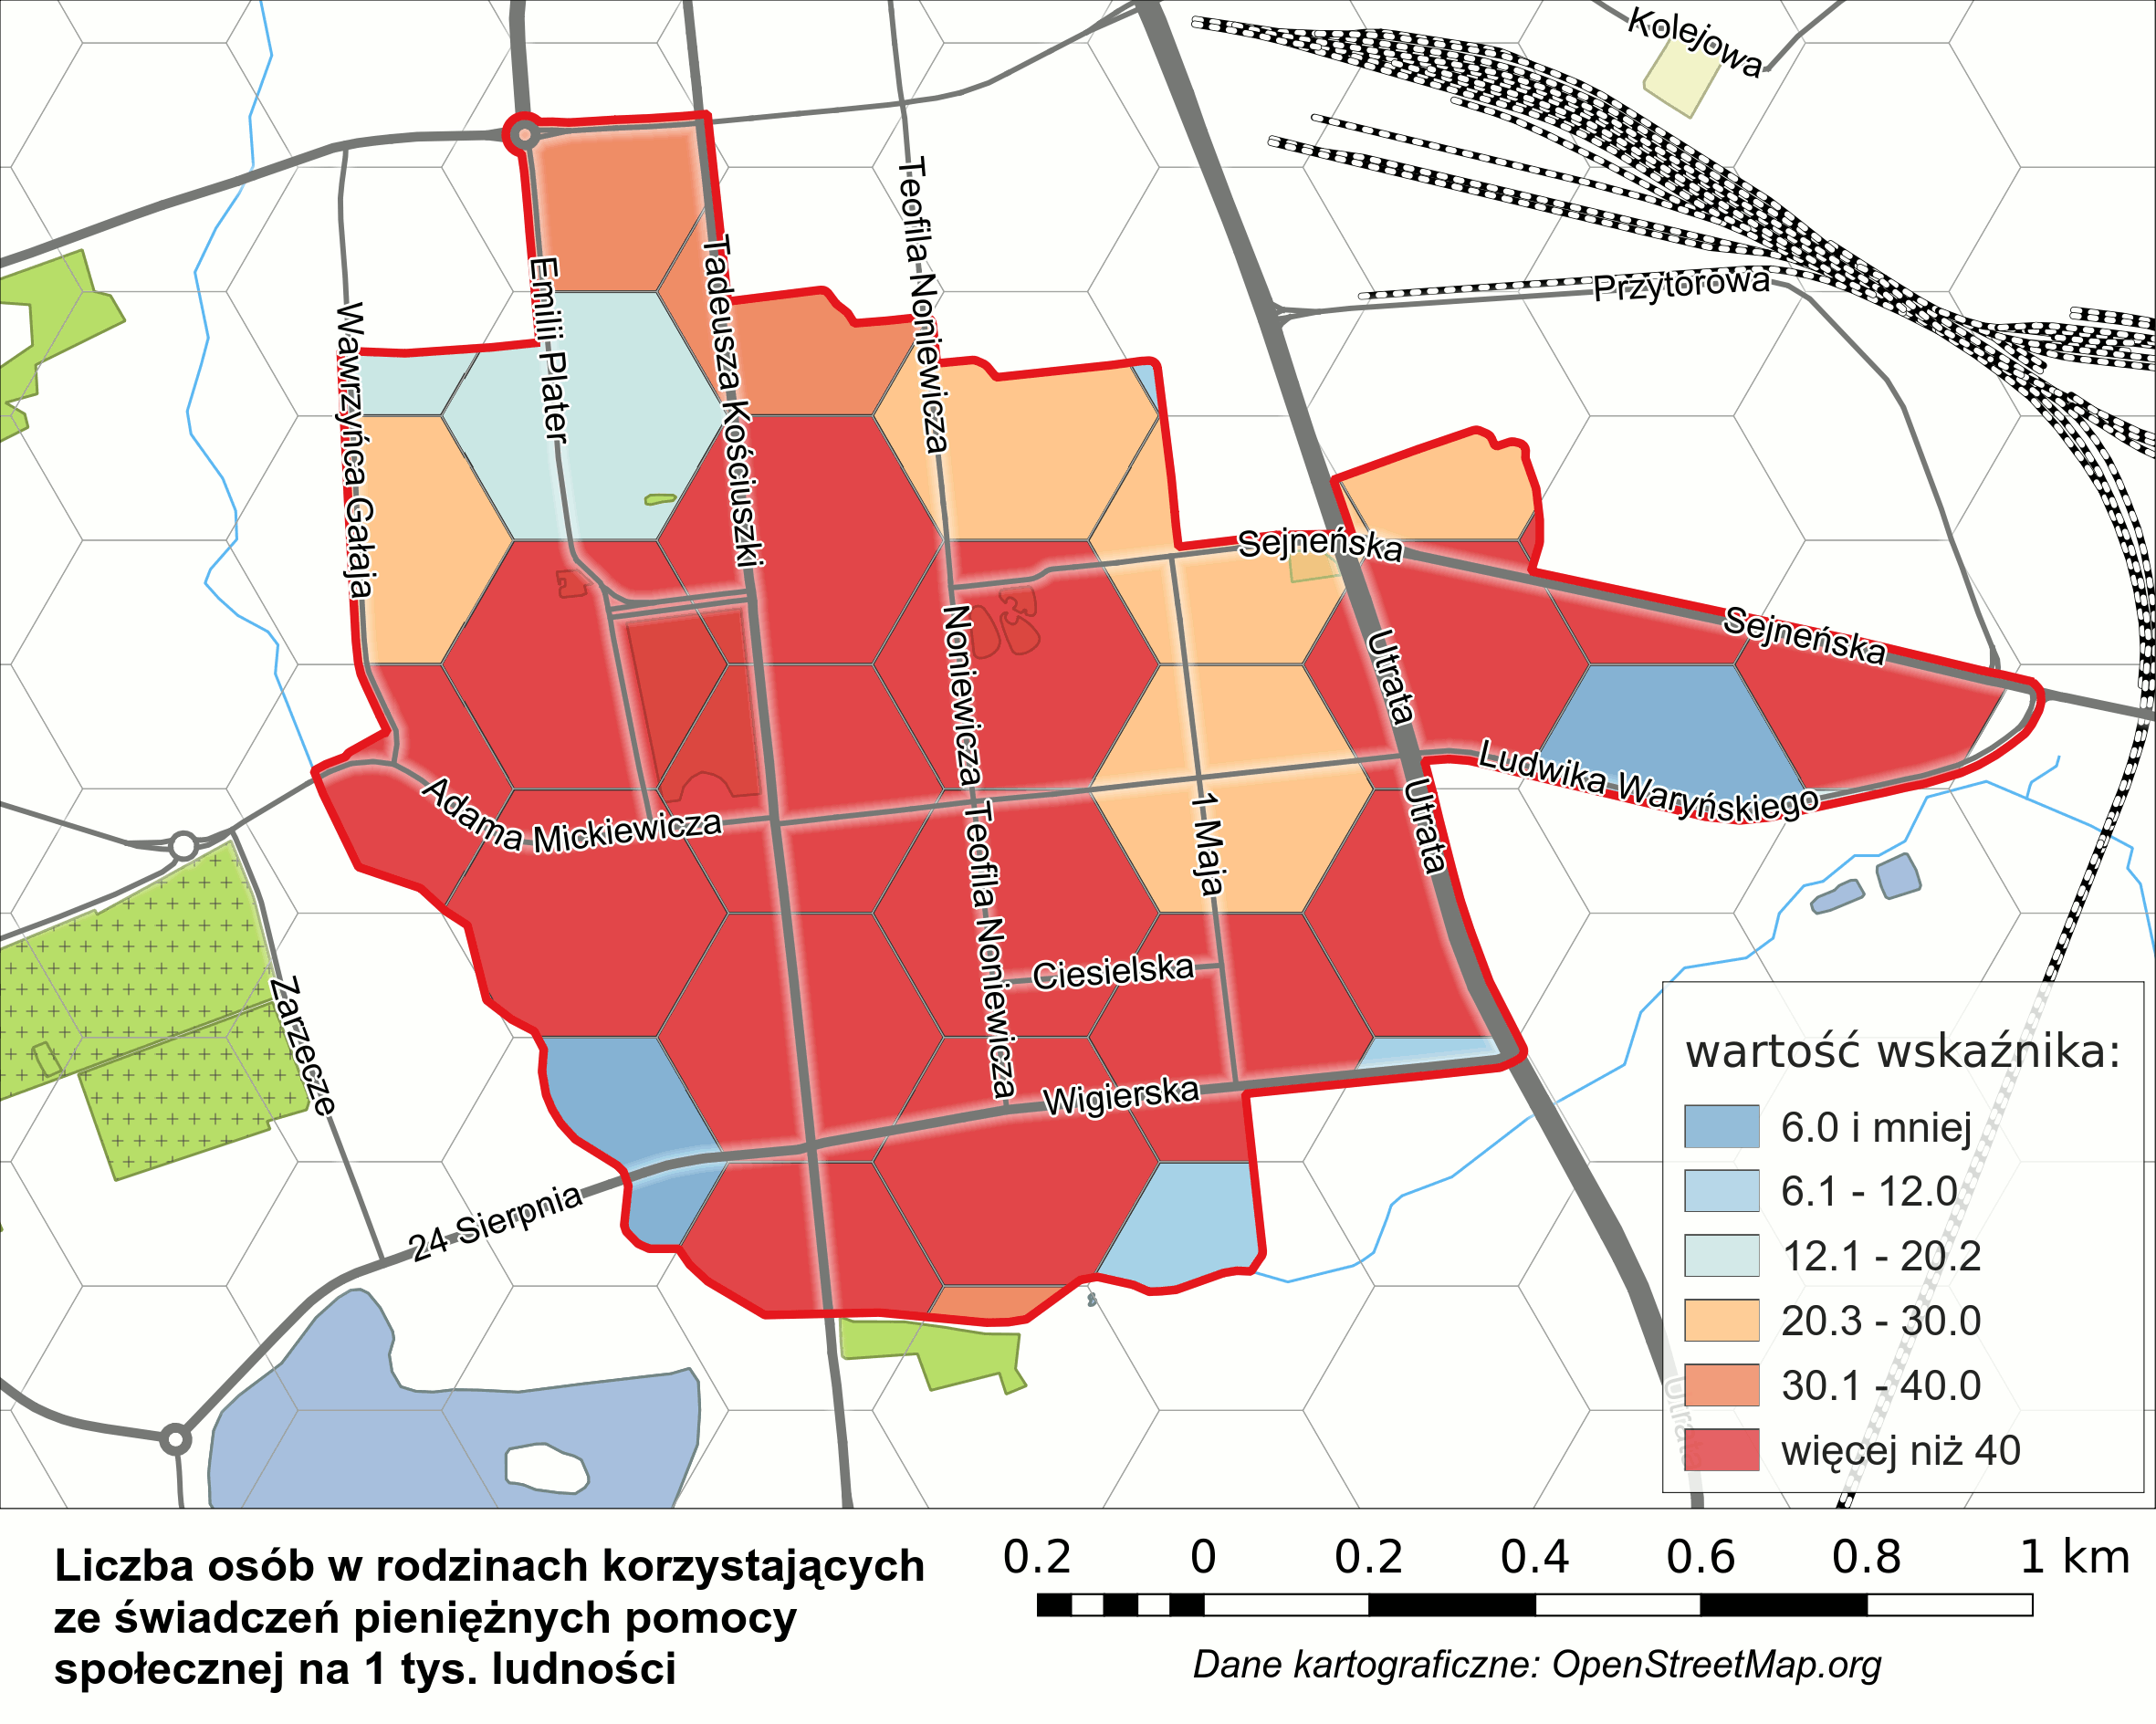 Kolejowa
Przytorowa
Teofila Noniewicza
Tadeusza Kościuszki
Emilii Plater
Wawrzyńca Gałaja
Sejneńska
Sejneńska
Utrata
Noniewicza
Ludwika Waryńskiego
Utrata
1 Maja
Adama Mickiewicza
Teofila Noniewicza
Ciesielska
Zarzecze
Wigierska
24 Sierpnia
Utrata
wartość wskaźnika:
6.0 i mniej
6.1 - 12.0
12.1 - 20.2
20.3 - 30.0
30.1 - 40.0
więcej niż 40
Liczba osób w rodzinach korzystających
ze świadczeń pieniężnych pomocy
społecznej na 1 tys. ludności
0.2 0 0.2 0.4 0.6 0.8 1 km
Dane kartograficzne: OpenStreetMap.org